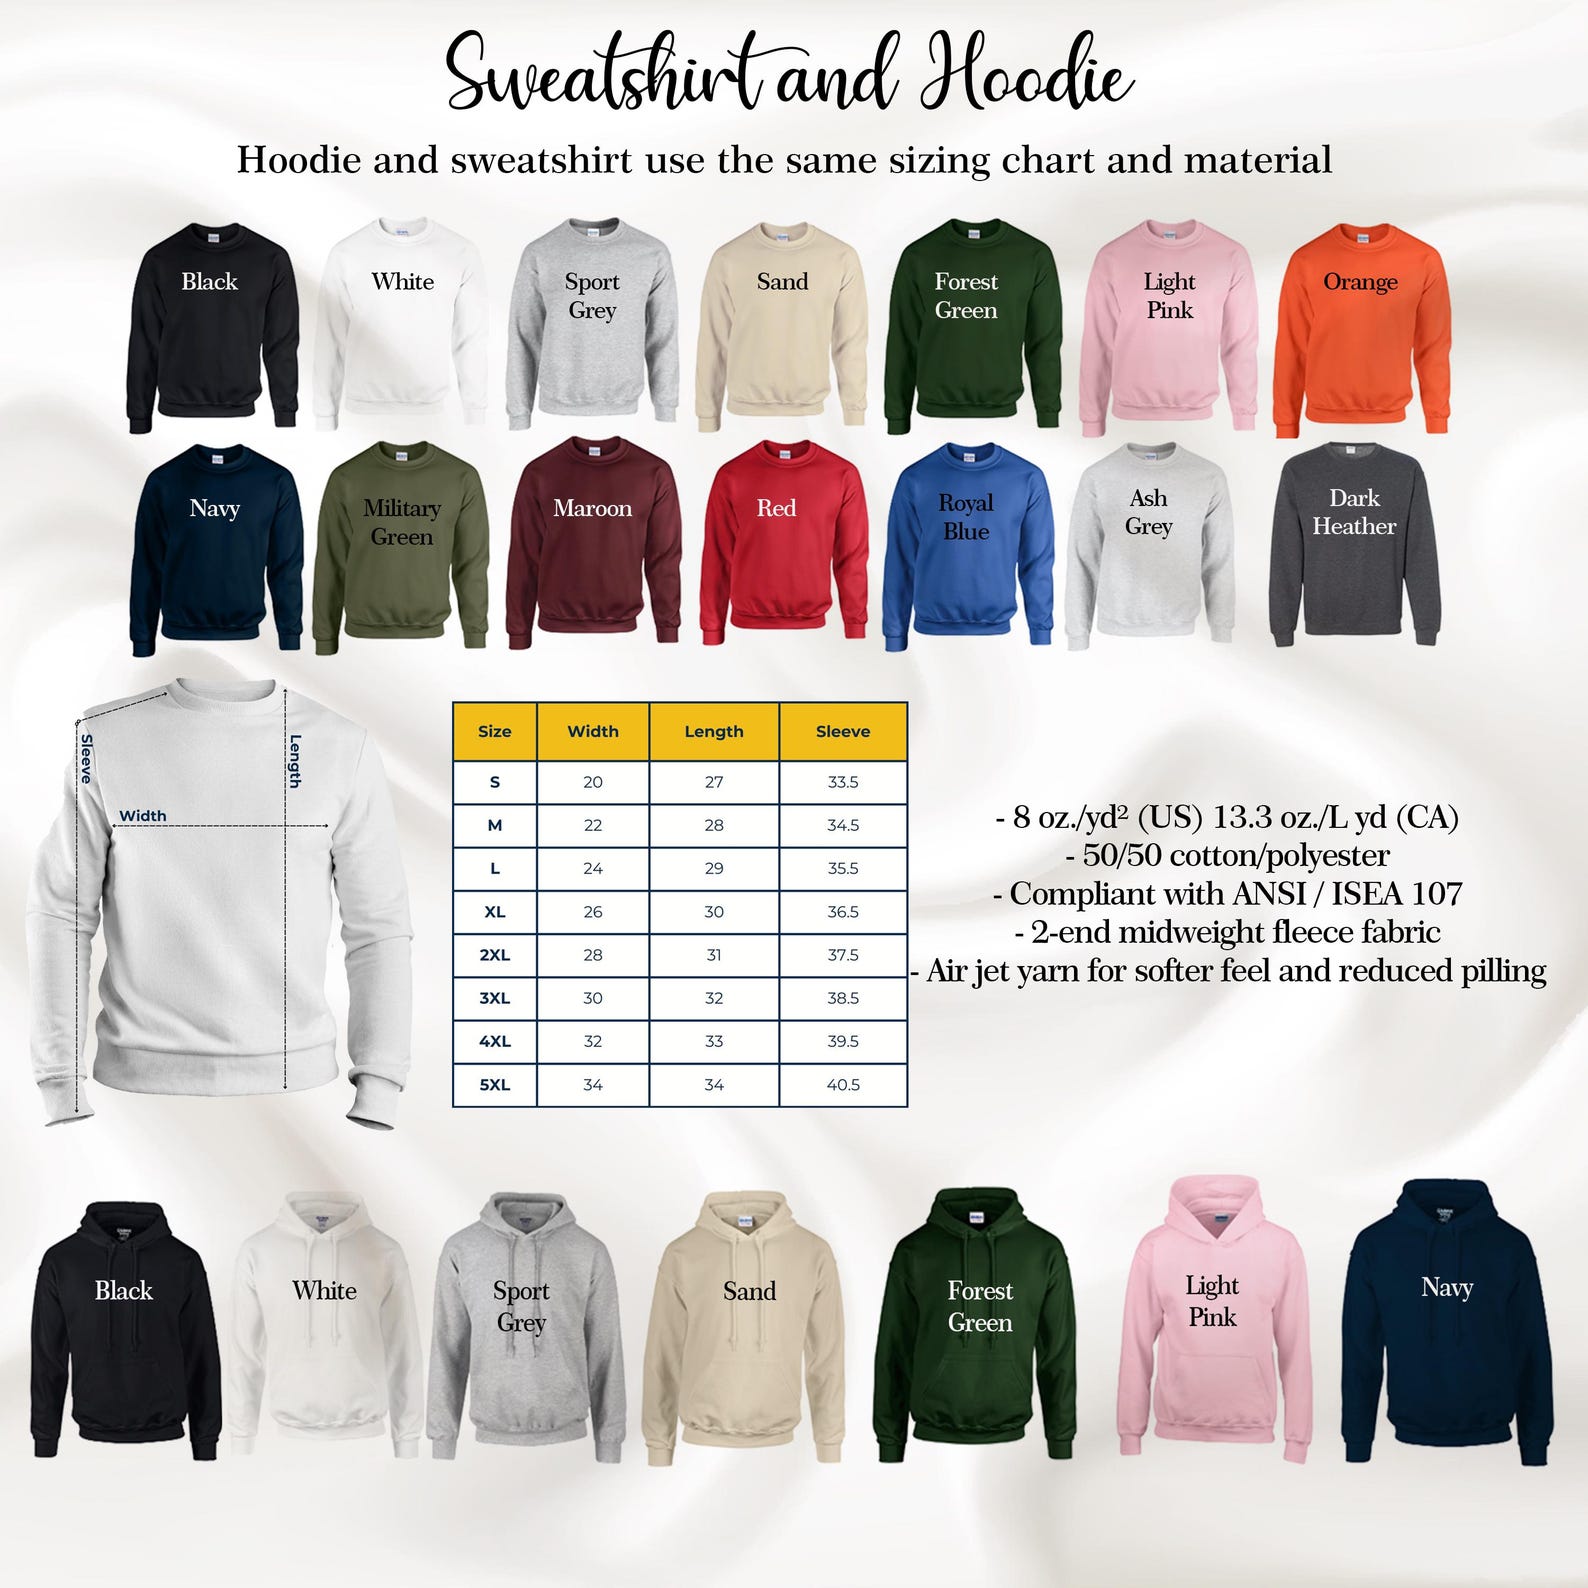 Sweatshirt and Hoodie
Hoodie and sweatshirt use the same sizing chart and material
Black
White
Sport
Grey
Sand
Forest
Green
Light
Pink
Orange
Navy
Military
Green
Maroon
Red
Royal
Blue
Ash
Grey
Dark
Heather
Sleeve
Length
Width
Size Width Length Sleeve
S 20 27 33.5
M 22 28 34.5
L 24 29 35.5
XL 26 30 36.5
2XL 28 31 37.5
3XL 30 32 38.5
4XL 32 33 39.5
5XL 34 34 40.5
- 8 oz./yd² (US) 13.3 oz./L yd (CA)
- 50/50 cotton/polyester
- Compliant with ANSI / ISEA 107
- 2-end midweight fleece fabric
- Air jet yarn for softer feel and reduced pilling
Black
White
Sport
Grey
Sand
Forest
Green
Light
Pink
Navy